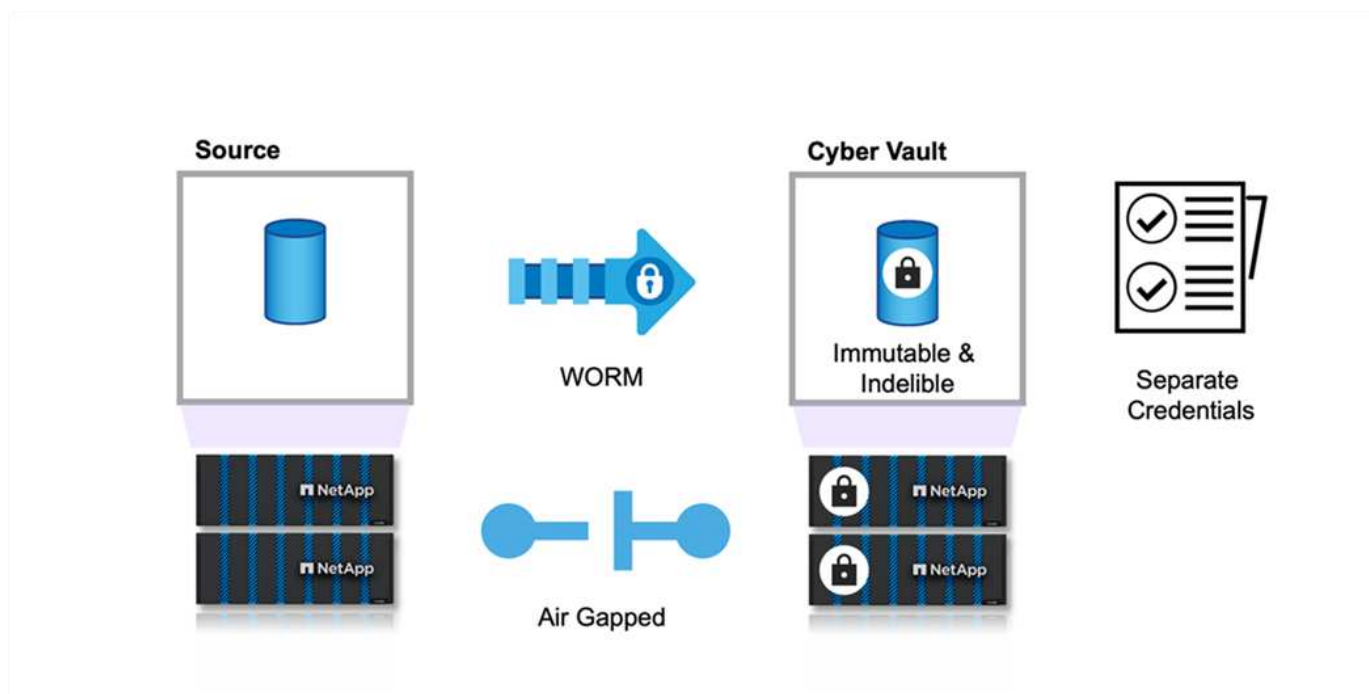 Source
Cyber Vault
WORM
Immutable &
Indelible
Separate
Credentials
NetApp
NetApp
NetApp
NetApp
Air Gapped